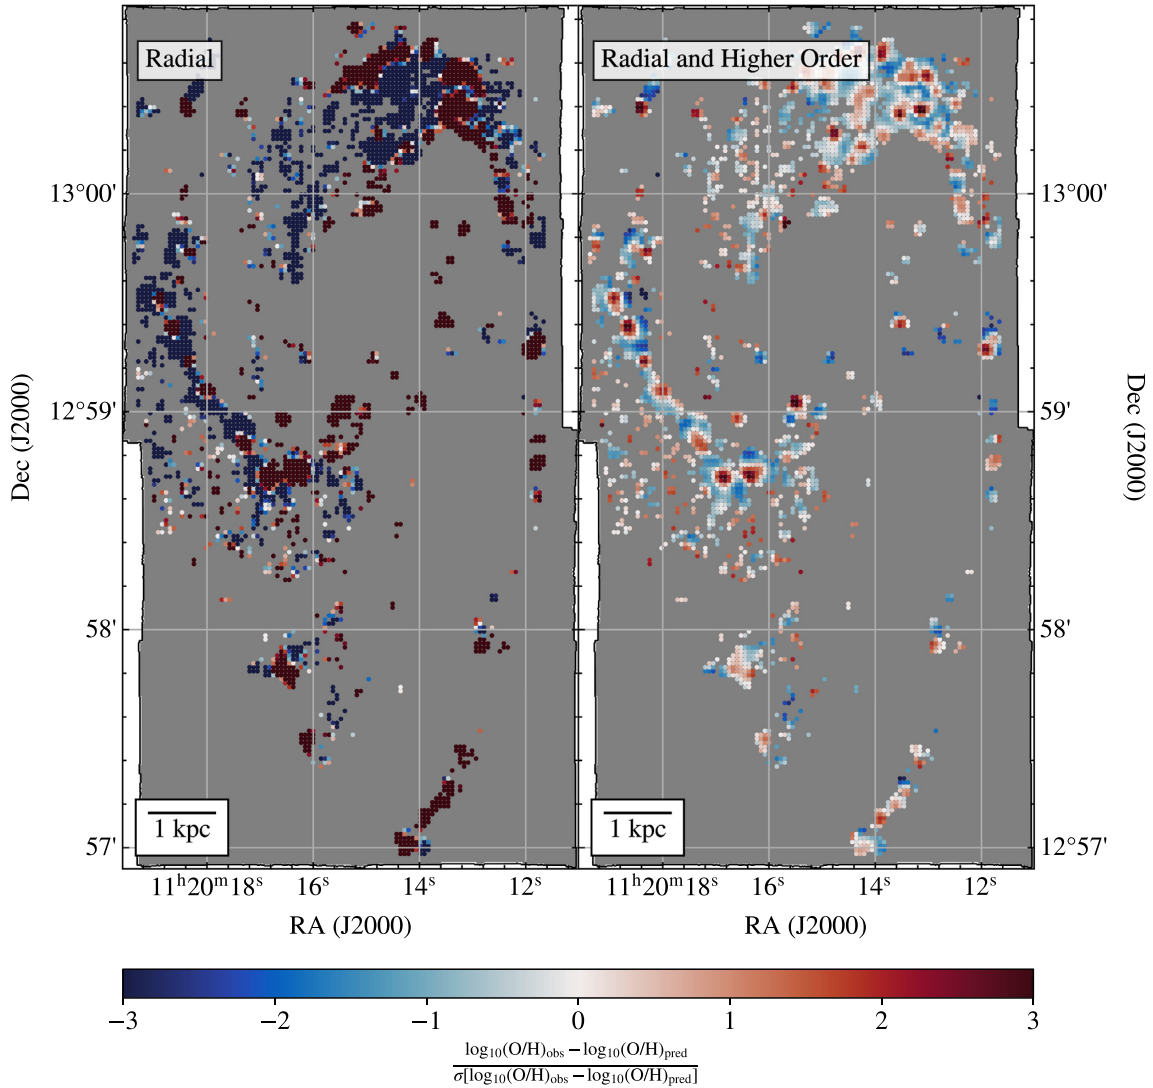 Radial
Radial and Higher Order
13°00'
13°00'
12°59'
59'
58'
58'
57'
12°57'
Dec (J2000)
Dec (J2000)
1 kpc
1 kpc
11ʰ20ᵐ18ˢ 16ˢ 14ˢ 12ˢ
11ʰ20ᵐ18ˢ 16ˢ 14ˢ 12ˢ
RA (J2000)
RA (J2000)
−3 −2 −1 0 1 2 3
log₁₀(O/H)obs − log₁₀(O/H)pred
σ[log₁₀(O/H)obs − log₁₀(O/H)pred]